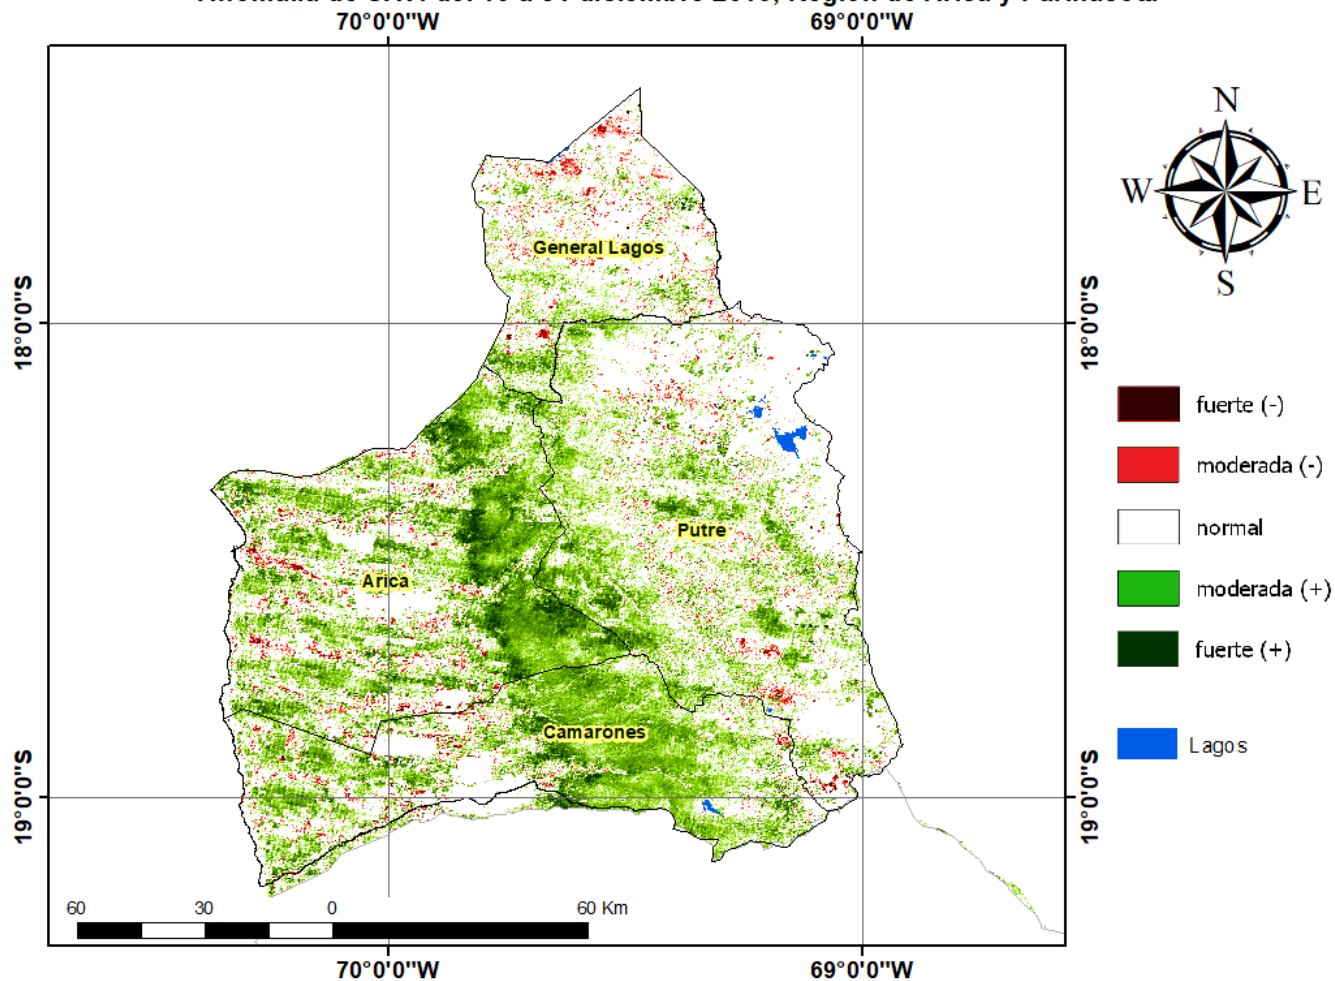 70°0'0"W
69°0'0"W
N
W
E
S
General Lagos
18°0'0"S
18°0'0"S
fuerte (-)
moderada (-)
normal
Putre
Arica
moderada (+)
fuerte (+)
Camarones
Lagos
19°0'0"S
19°0'0"S
60 30 0 60 Km
70°0'0"W
69°0'0"W